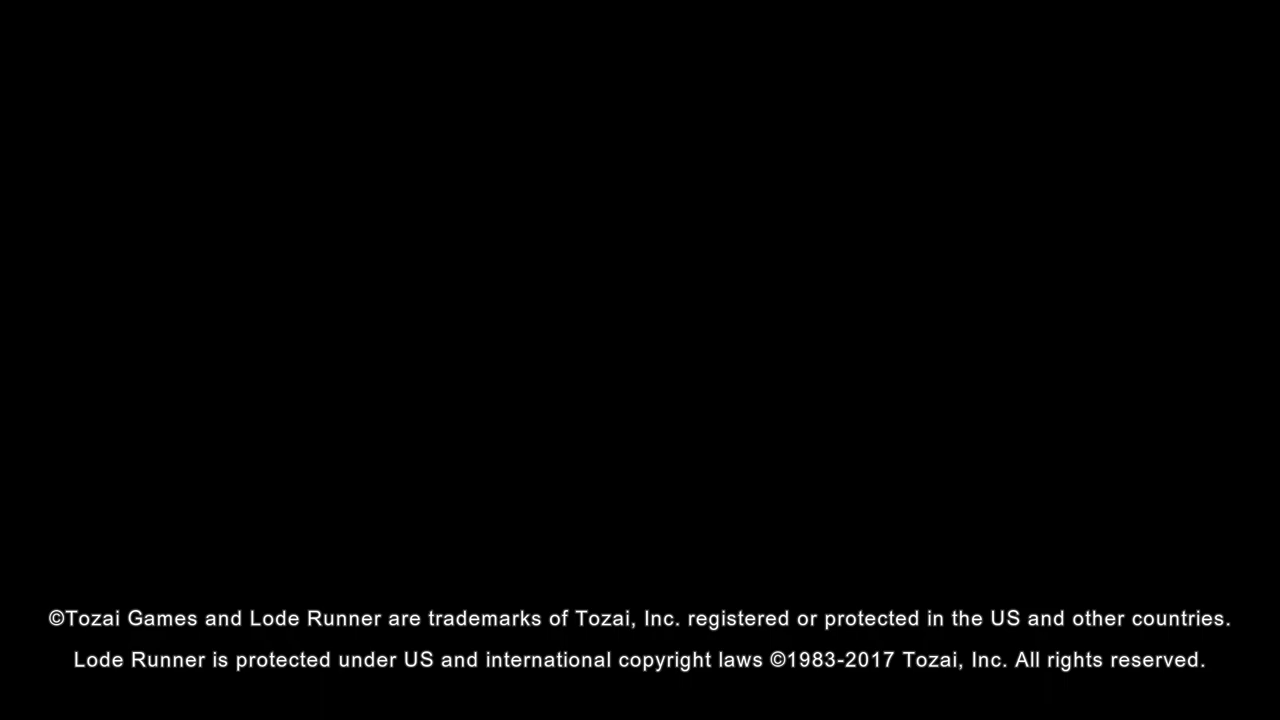 ©Tozai Games and Lode Runner are trademarks of Tozai, Inc. registered or protected in the US and other countries.
Lode Runner is protected under US and international copyright laws ©1983-2017 Tozai, Inc. All rights reserved.